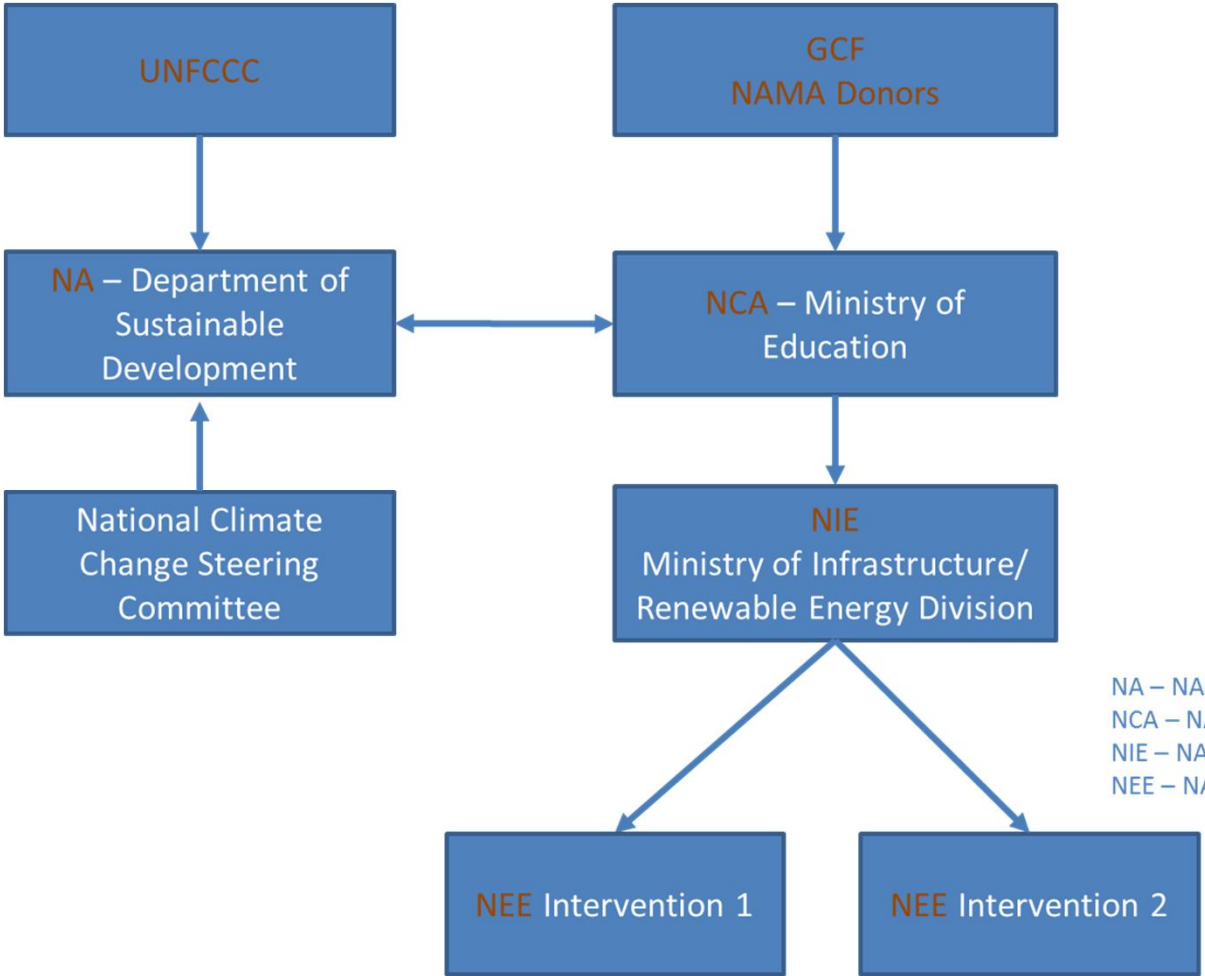 UNFCCC
GCF
NAMA Donors
NA – Department of
Sustainable
Development
NCA – Ministry of
Education
National Climate
Change Steering
Committee
NIE
Ministry of Infrastructure/
Renewable Energy Division
NA – NA
NCA –
NIE – NA
NEE –
NEE Intervention 1
NEE Intervention 2